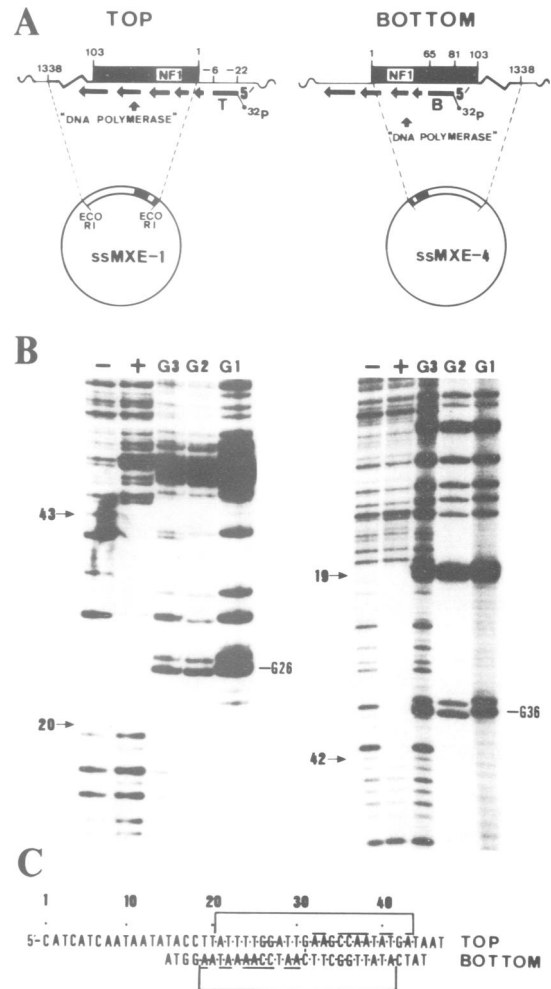 A
TOP
BOTTOM
1338
103
1
-6
-22
NF1
T
5′
32P
"DNA POLYMERASE"
ECO
RI
ECO
RI
ssMXE-1
1
65
81
103
1338
NF1
B
5′
32P
"DNA POLYMERASE"
ssMXE-4
B
− + G3 G2 G1
43
20
G26
− + G3 G2 G1
19
42
G36
C
1 10 20 30 40
5′-CATCATCAATAATATACCTTATTTTGGATTGAAGCCAATATGATAAT TOP
ATGGAATAAAACCTAACTTCGGTTATACTAT BOTTOM